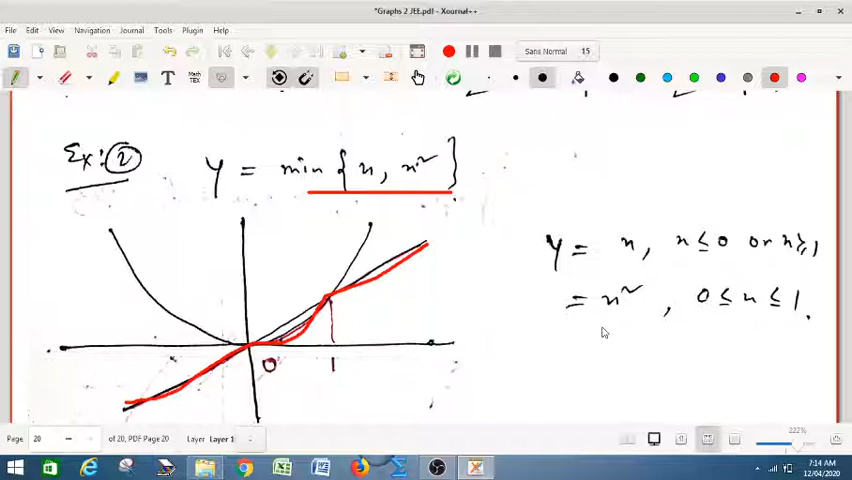 *Graphs 2 JEE.pdf - Xournal++
File Edit View Navigation Journal Tools Plugin Help
Sans Normal 15
T MATH TEX
Ex: 2 y = min { x, x² }
y = x, x ≤ 0 or x ≥ 1
= x² , 0 ≤ x ≤ 1.
0 1
Page 20 of 20, PDF Page 20 Layer Layer 1 222%
7:14 AM
12/04/2020